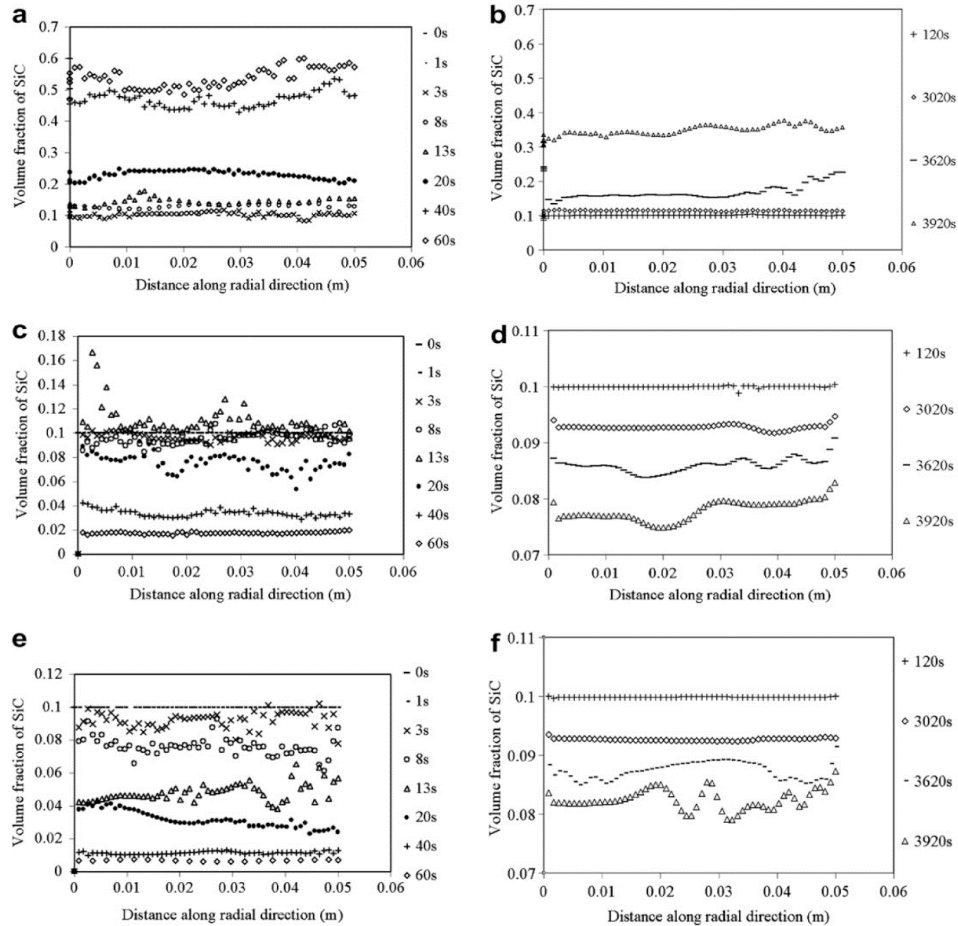 a
Volume fraction of SiC
0.7
0.6
0.5
0.4
0.3
0.2
0.1
0
0
0.01
0.02
0.03
0.04
0.05
0.06
Distance along radial direction (m)
0s
1s
3s
8s
13s
20s
40s
60s
b
Volume fraction of SiC
0.7
0.6
0.5
0.4
0.3
0.2
0.1
0
0
0.01
0.02
0.03
0.04
0.05
0.06
Distance along radial direction (m)
120s
3020s
3620s
3920s
c
Volume fraction of SiC
0.18
0.16
0.14
0.12
0.1
0.08
0.06
0.04
0.02
0
0
0.01
0.02
0.03
0.04
0.05
0.06
Distance along radial direction (m)
0s
1s
3s
8s
13s
20s
40s
60s
d
Volume fraction of SiC
0.11
0.1
0.09
0.08
0.07
0
0.01
0.02
0.03
0.04
0.05
0.06
Distance along radial direction (m)
120s
3020s
3620s
3920s
e
Volume fraction of SiC
0.12
0.1
0.08
0.06
0.04
0.02
0
0
0.01
0.02
0.03
0.04
0.05
0.06
Distance along radial direction (m)
0s
1s
3s
8s
13s
20s
40s
60s
f
Volume fraction of SiC
0.11
0.1
0.09
0.08
0.07
0
0.01
0.02
0.03
0.04
0.05
0.06
Distance along radial direction (m)
120s
3020s
3620s
3920s